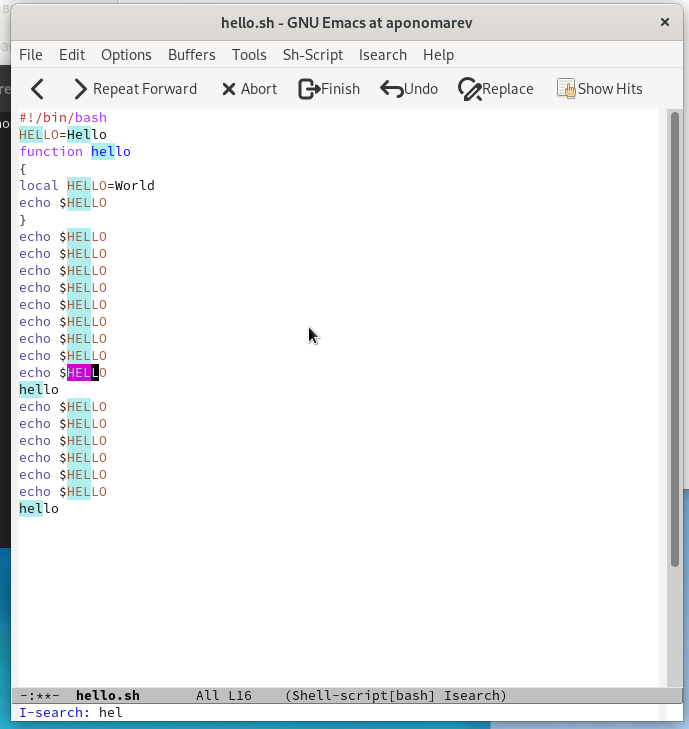 hello.sh - GNU Emacs at aponomarev ×
File Edit Options Buffers Tools Sh-Script Isearch Help
Repeat Forward Abort Finish Undo Replace Show Hits
#!/bin/bash
HELLO=Hello
function hello
{
local HELLO=World
echo $HELLO
}
echo $HELLO
echo $HELLO
echo $HELLO
echo $HELLO
echo $HELLO
echo $HELLO
echo $HELLO
echo $HELLO
echo $HELLO
hello
echo $HELLO
echo $HELLO
echo $HELLO
echo $HELLO
echo $HELLO
echo $HELLO
hello
-:**- hello.sh All L16 (Shell-script[bash] Isearch)
I-search: hel